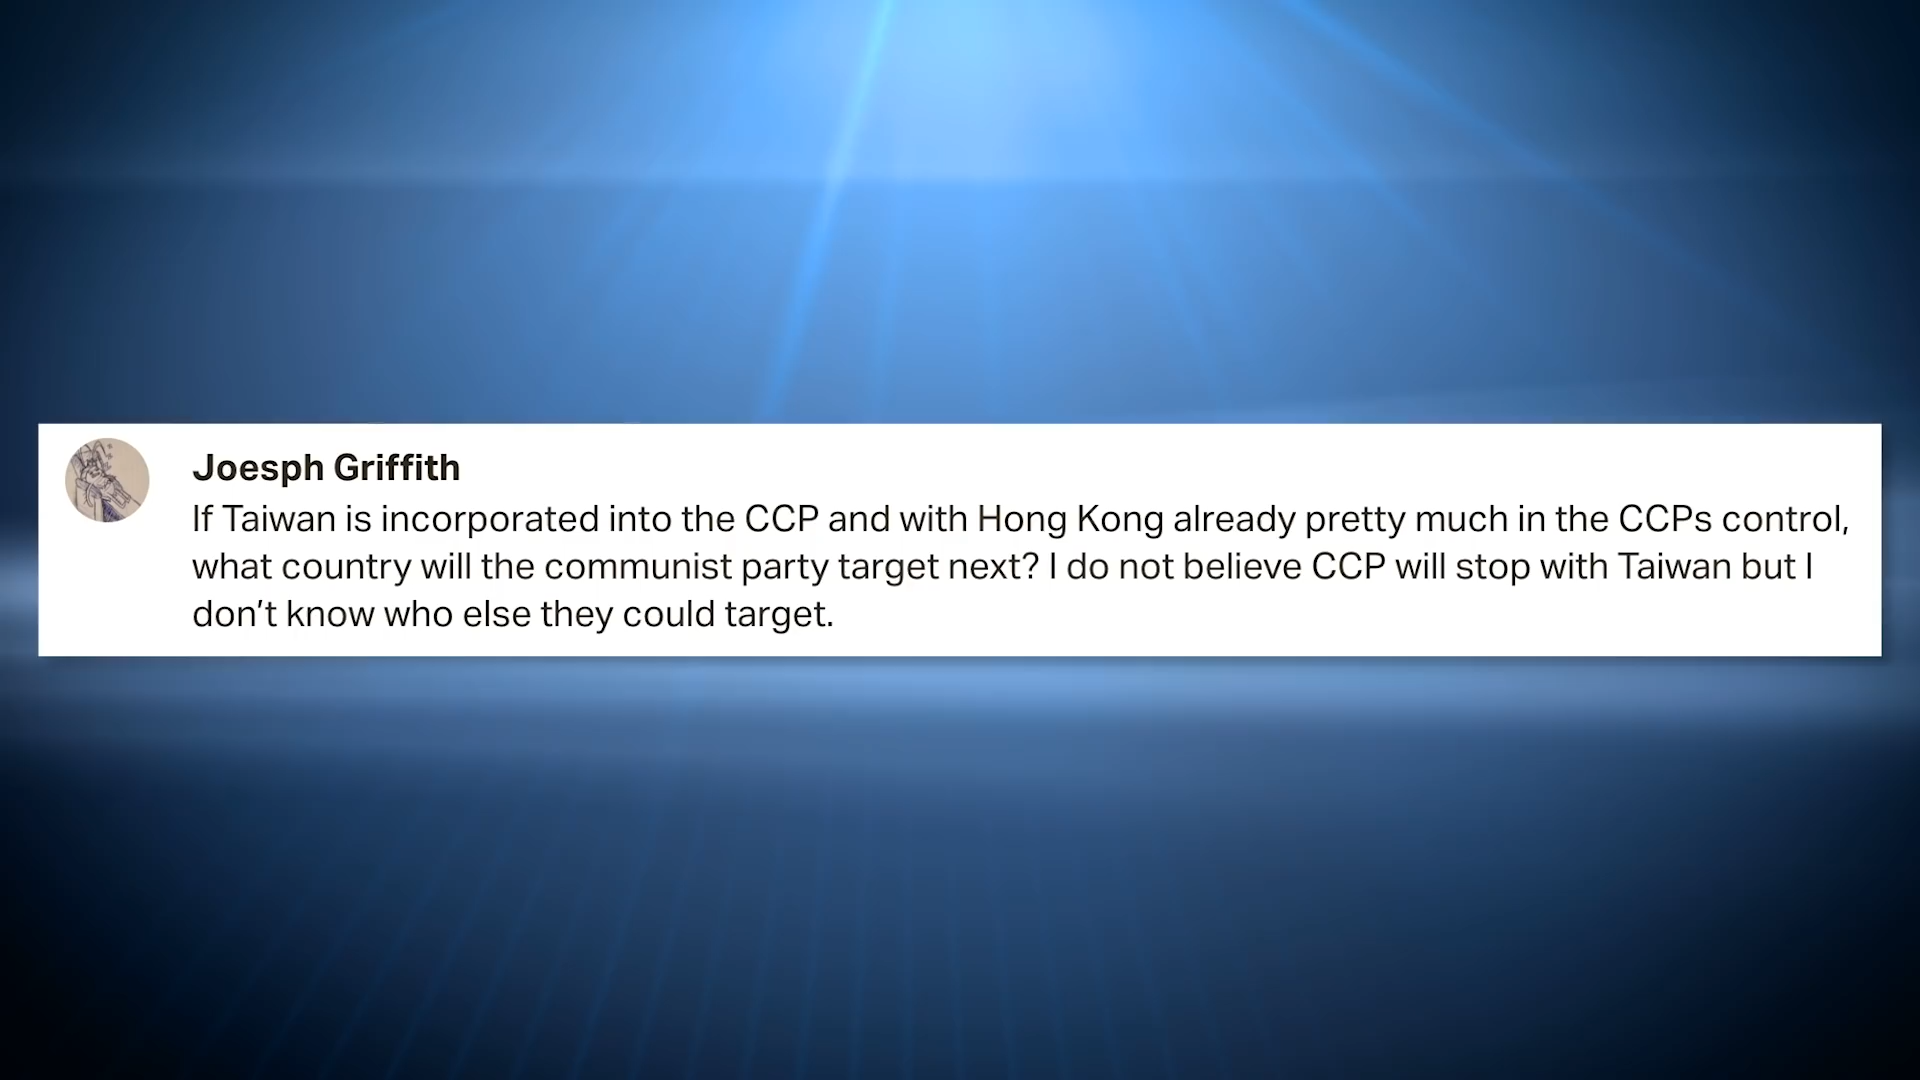 Joesph Griffith
If Taiwan is incorporated into the CCP and with Hong Kong already pretty much in the CCPs control,
what country will the communist party target next? I do not believe CCP will stop with Taiwan but I
don't know who else they could target.